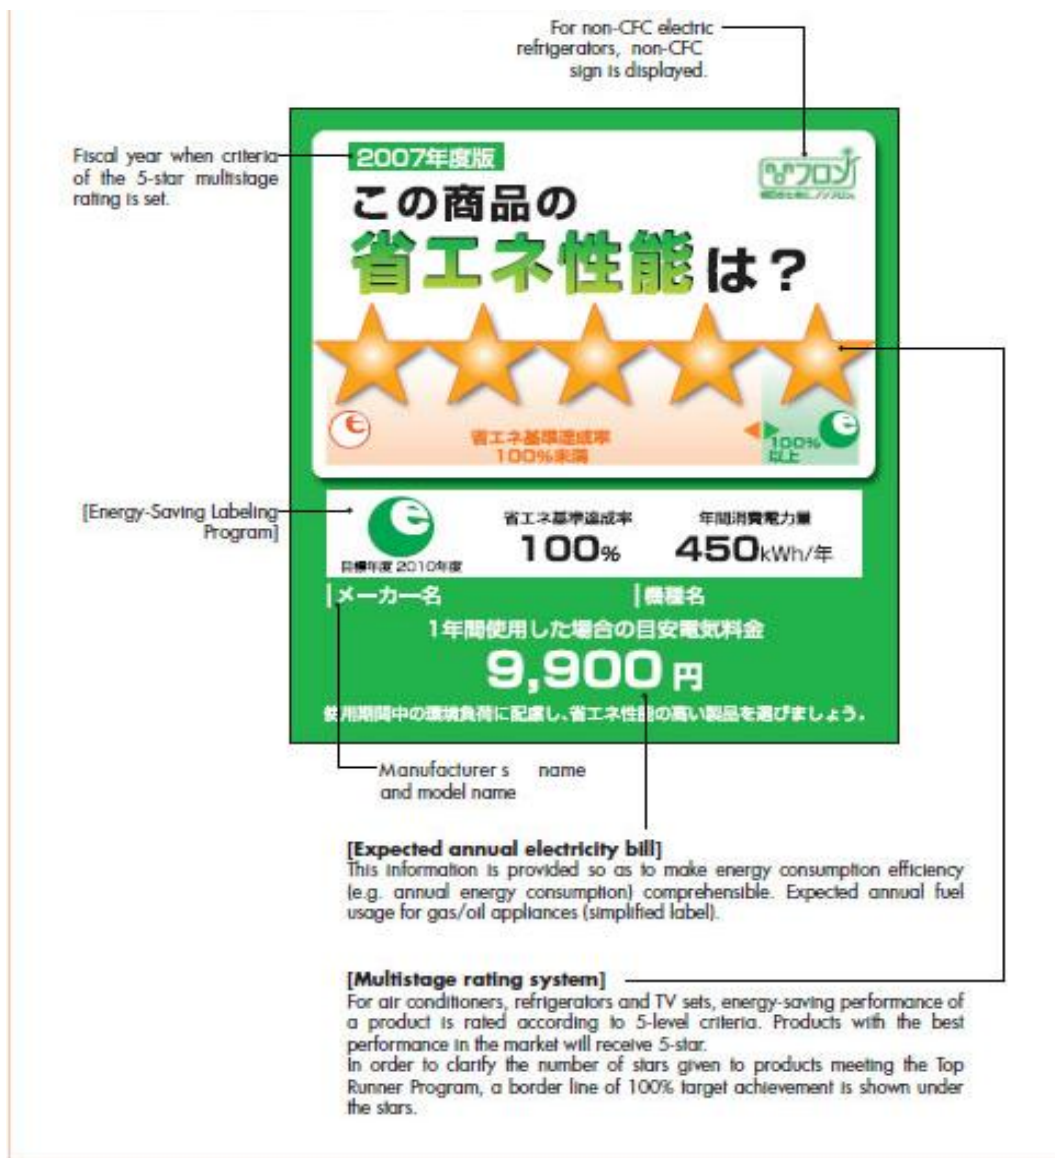 For non-CFC electric
refrigerators, non-CFC
sign is displayed.
Fiscal year when criteria
of the 5-star multistage
rating is set.
2007年度版
ノンフロン
この商品の
省エネ性能は？
省エネ基準達成率
100%未満
100%
以上
e
[Energy-Saving Labeling
Program]
e
目標年度 2010年度
省エネ基準達成率
100%
年間消費電力量
450kWh/年
メーカー名
機種名
1年間使用した場合の目安電気料金
9,900円
使用期間中の環境負荷に配慮し、省エネ性能の高い製品を選びましょう。
Manufacturer s name
and model name
[Expected annual electricity bill]
This information is provided so as to make energy consumption efficiency
(e.g. annual energy consumption) comprehensible. Expected annual fuel
usage for gas/oil appliances (simplified label).
[Multistage rating system]
For air conditioners, refrigerators and TV sets, energy-saving performance of
a product is rated according to 5-level criteria. Products with the best
performance in the market will receive 5-star.
In order to clarify the number of stars given to products meeting the Top
Runner Program, a border line of 100% target achievement is shown under
the stars.